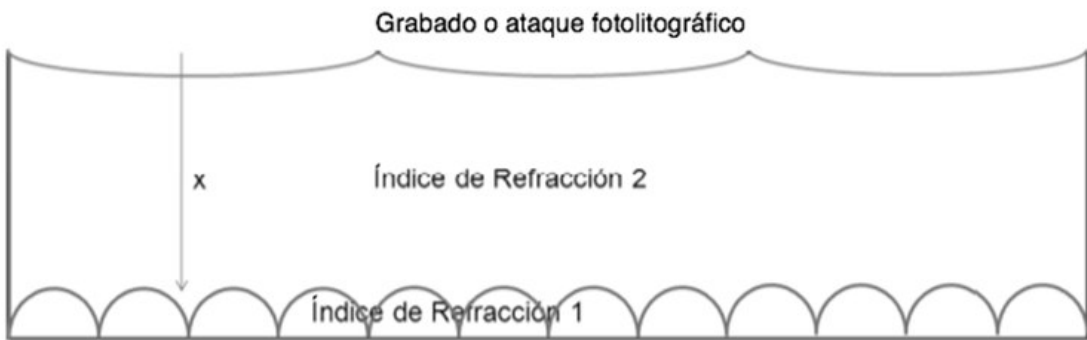 Grabado o ataque fotolitográfico
x
Índice de Refracción 2
Índice de Refracción 1